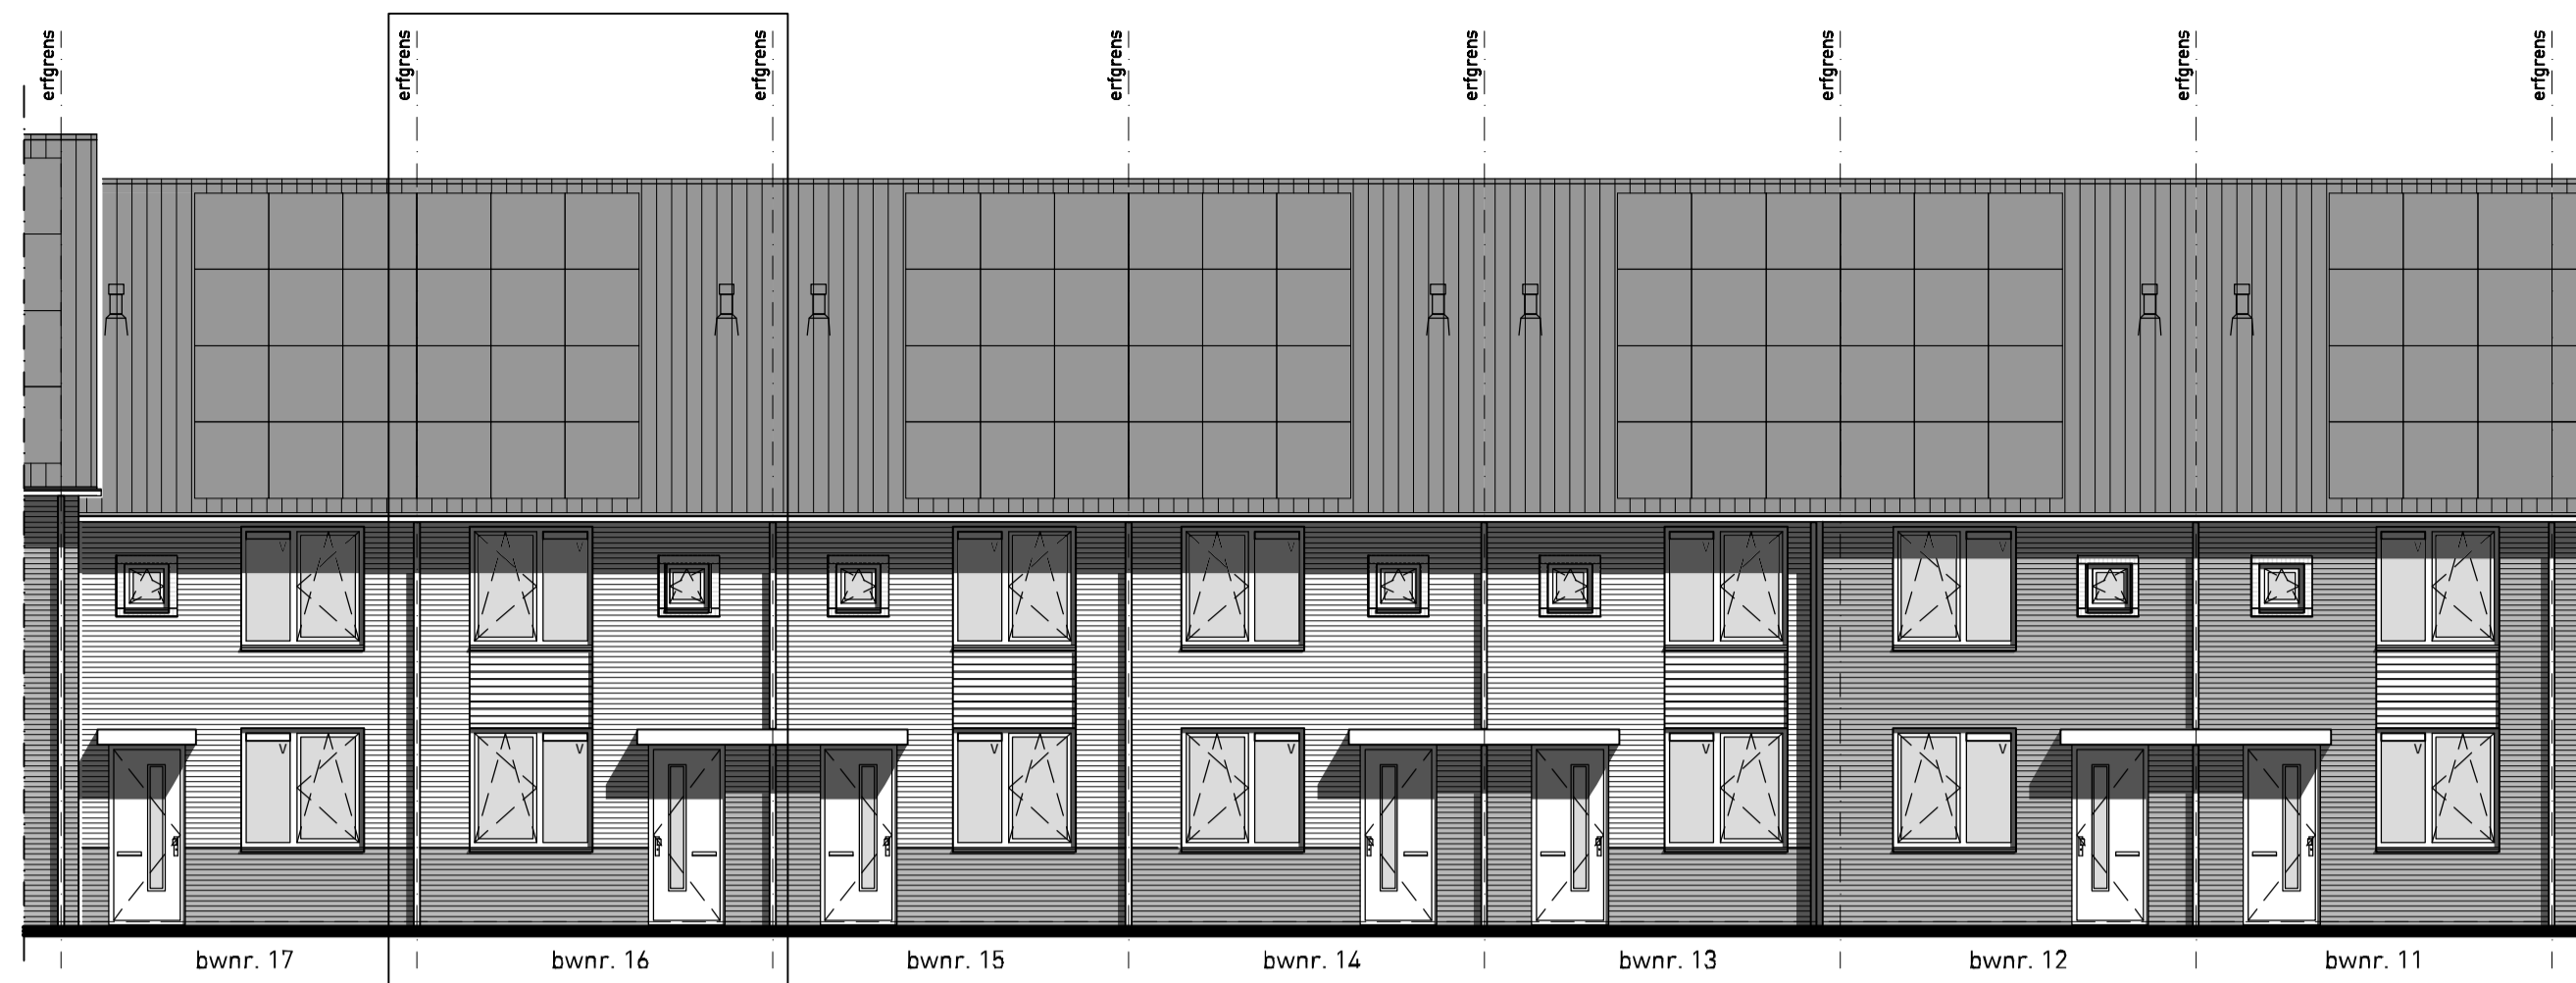 erfgrens
erfgrens
erfgrens
erfgrens
erfgrens
erfgrens
erfgrens
erfgrens
V
V
V
V
V
V
V
V
V
V
V
V
V
V
bwnr. 17
bwnr. 16
bwnr. 15
bwnr. 14
bwnr. 13
bwnr. 12
bwnr. 11